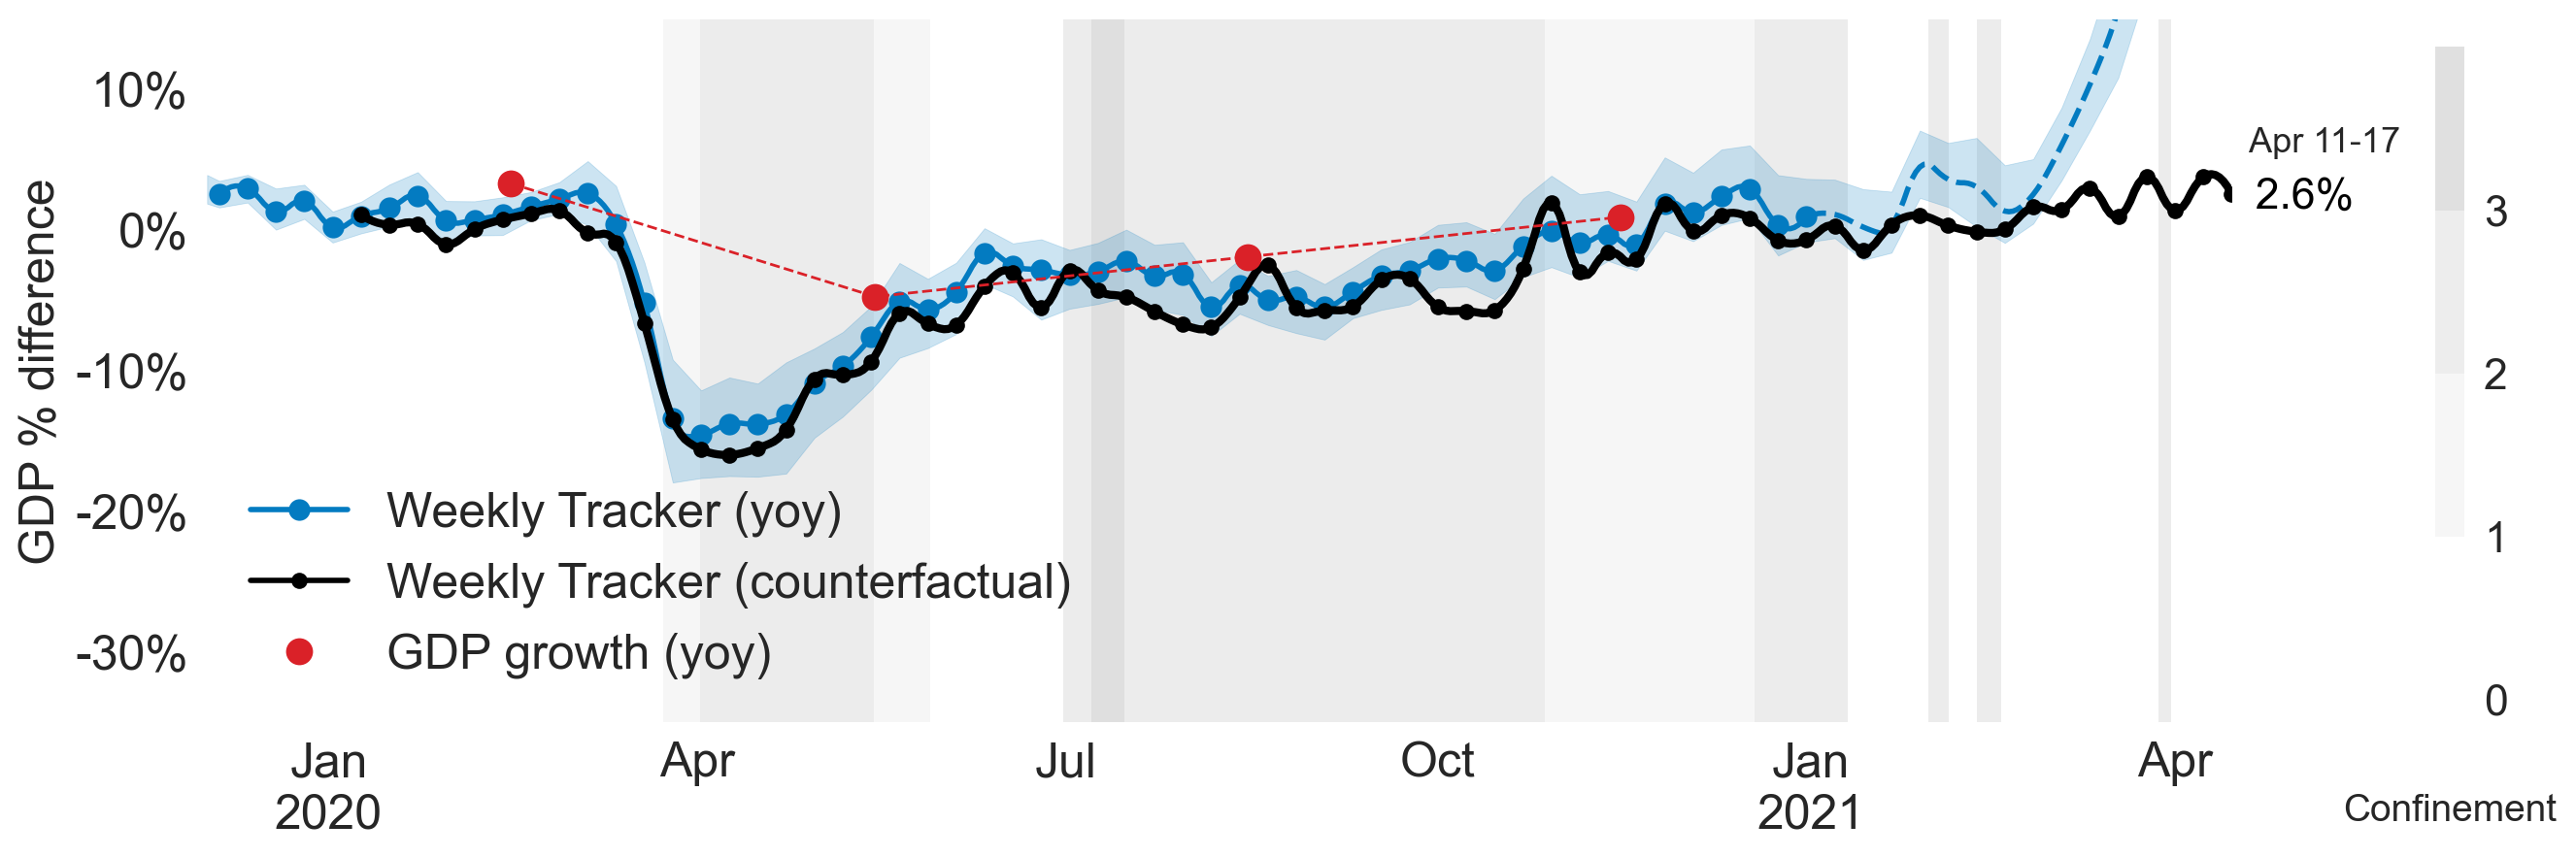 GDP % difference
10%
0%
-10%
-20%
-30%
Weekly Tracker (yoy)
Weekly Tracker (counterfactual)
GDP growth (yoy)
Apr 11-17
2.6%
3
2
1
0
Jan
2020
Apr
Jul
Oct
Jan
2021
Apr
Confinement